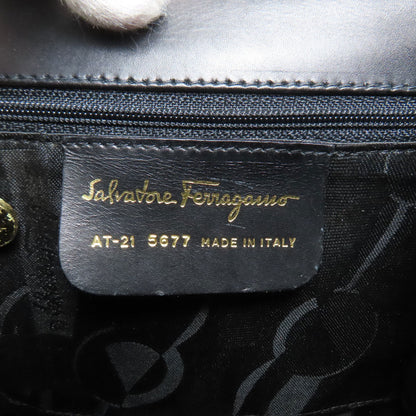 Salvatore Ferragamo
AT-21 5677 MADE IN ITALY